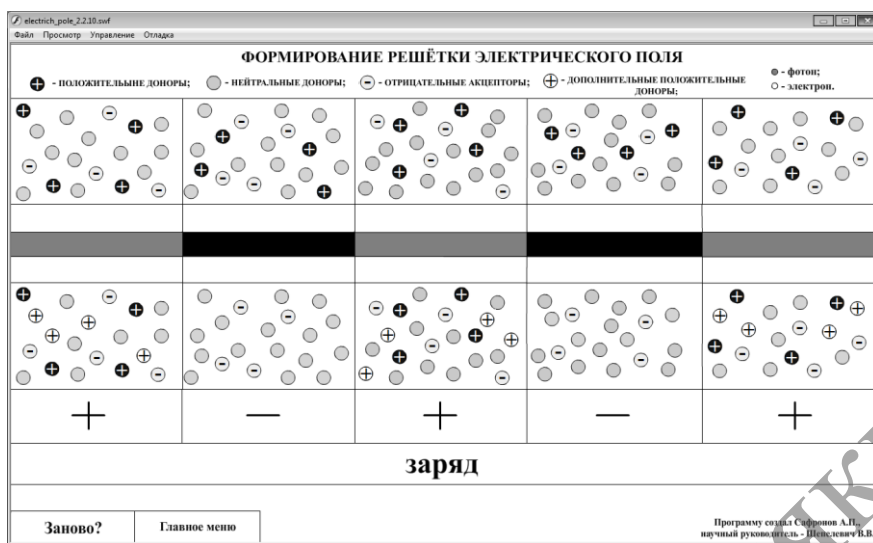 electrich_pole_2.2.10.swf
Файл Просмотр Управление Отладка
ФОРМИРОВАНИЕ РЕШЁТКИ ЭЛЕКТРИЧЕСКОГО ПОЛЯ
- ПОЛОЖИТЕЛЬНЫЕ ДОНОРЫ; - НЕЙТРАЛЬНЫЕ ДОНОРЫ; - ОТРИЦАТЕЛЬНЫЕ АКЦЕПТОРЫ; - ДОПОЛНИТЕЛЬНЫЕ ПОЛОЖИТЕЛЬНЫЕ
ДОНОРЫ;
- фотон;
- электрон.
+ — + — +
заряд
Заново? Главное меню
Программу создал Сафронов А.П.,
научный руководитель - Шепелевич В.В.